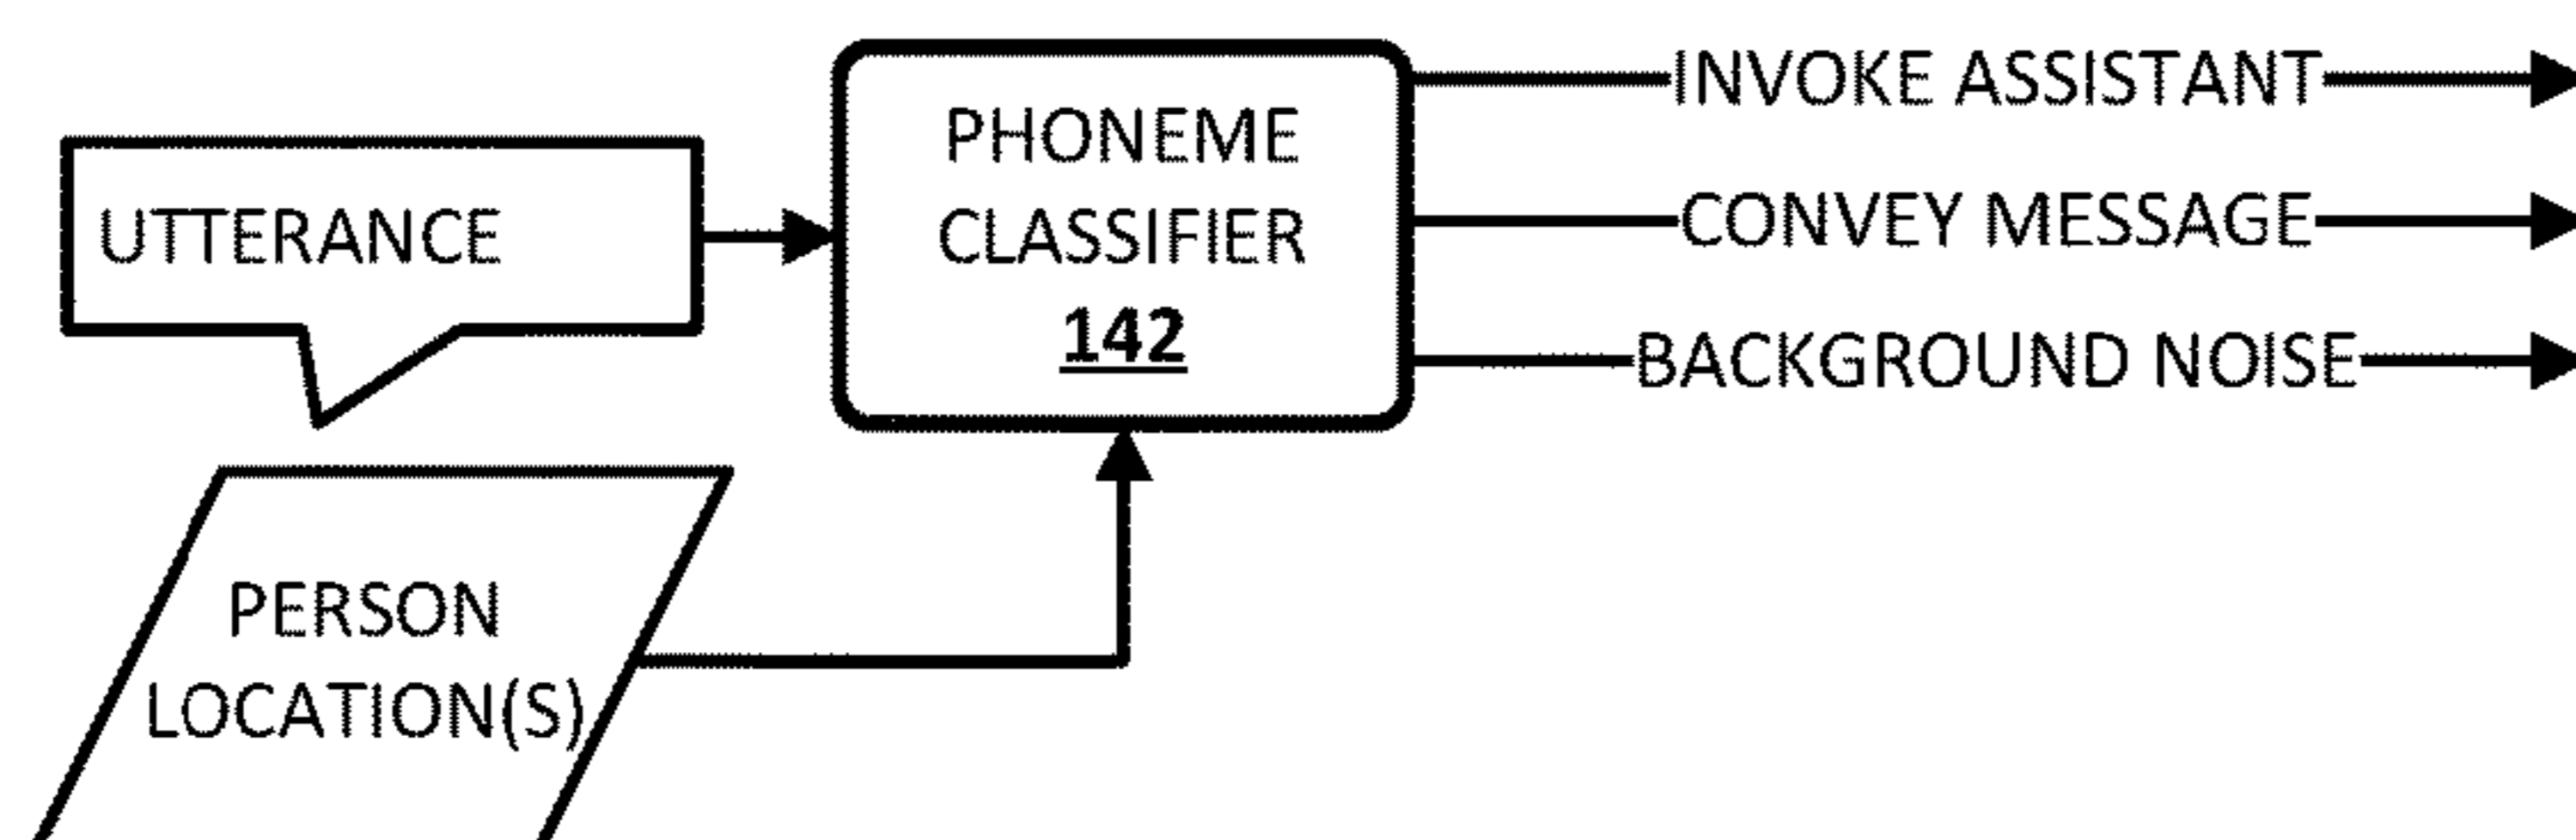 UTTERANCE
PHONEME
CLASSIFIER
142
INVOKE ASSISTANT
CONVEY MESSAGE
BACKGROUND NOISE
PERSON
LOCATION(S)